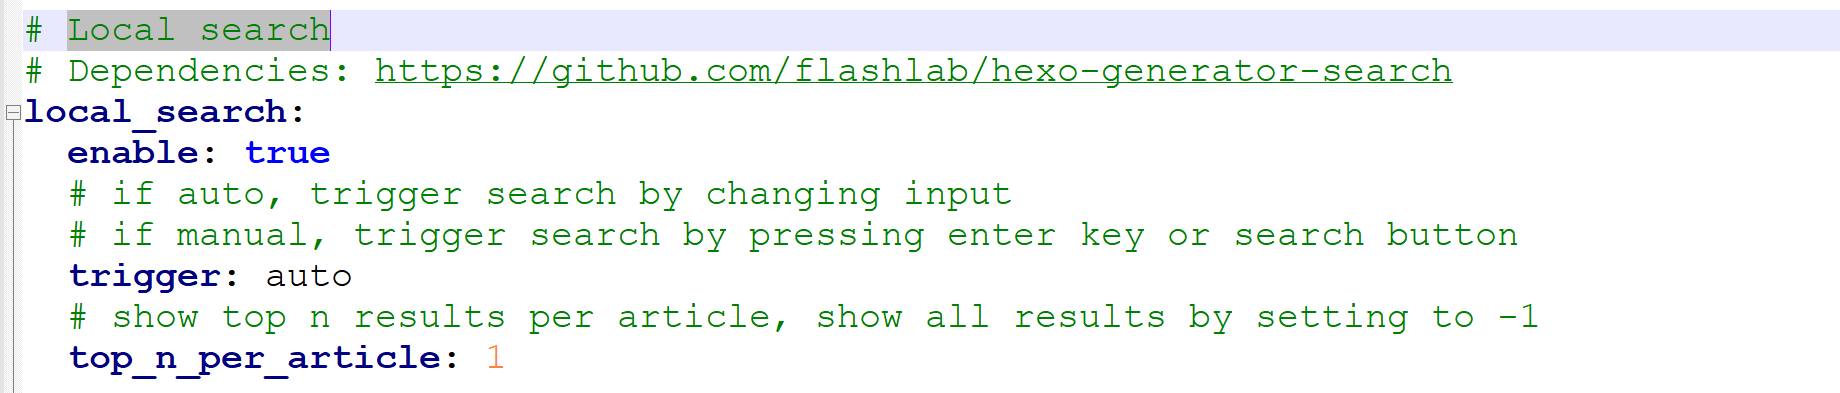 # Local search
# Dependencies: https://github.com/flashlab/hexo-generator-search
local_search:
  enable: true
  # if auto, trigger search by changing input
  # if manual, trigger search by pressing enter key or search button
  trigger: auto
  # show top n results per article, show all results by setting to -1
  top_n_per_article: 1